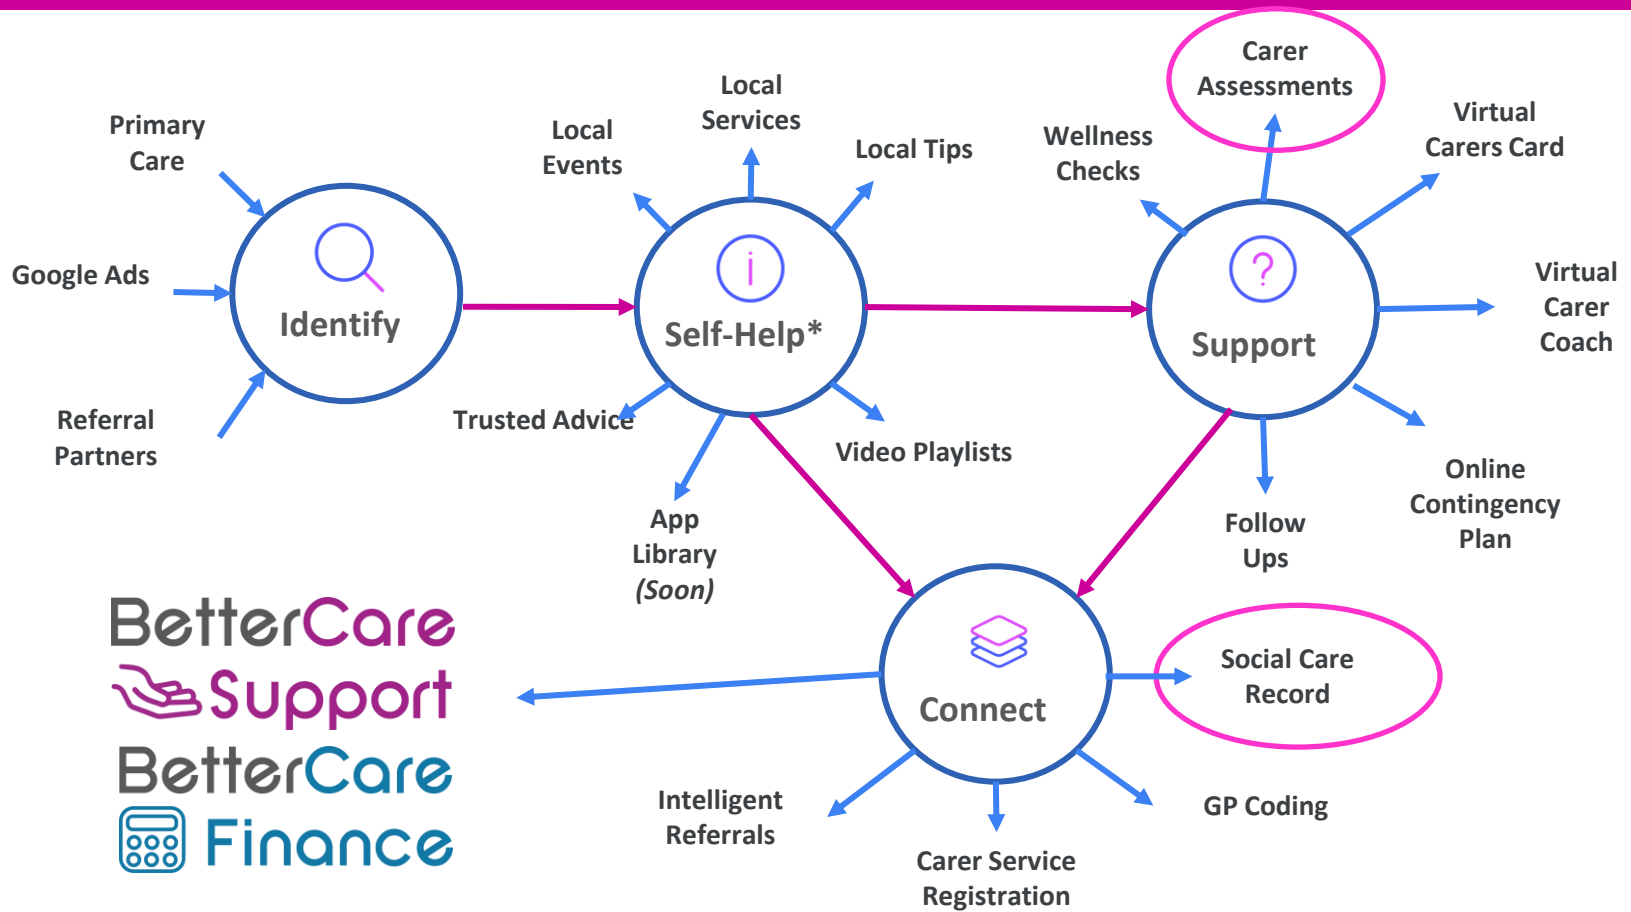 Primary
Care
Google Ads
Referral
Partners
Identify
Local
Events
Local
Services
Local Tips
i
Self-Help*
Trusted Advice
App
Library
(Soon)
Video Playlists
Wellness
Checks
Carer
Assessments
Virtual
Carers Card
?
Support
Virtual
Carer
Coach
Online
Contingency
Plan
Follow
Ups
Connect
Social Care
Record
GP Coding
Carer Service
Registration
Intelligent
Referrals
BetterCare
Support
BetterCare
Finance